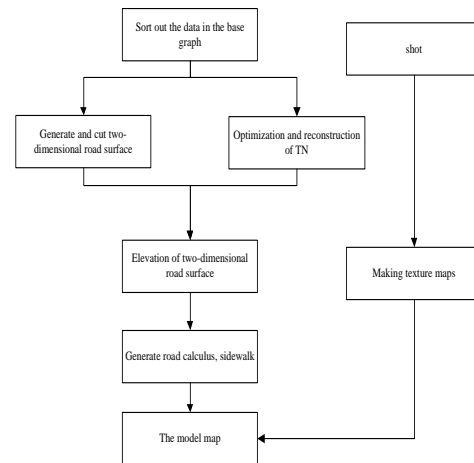 Sort out the data in the base
graph
shot
Generate and cut two-
dimensional road surface
Optimization and reconstruction
of TN
Elevation of two-dimensional
road surface
Making texture maps
Generate road calculus, sidewalk
The model map